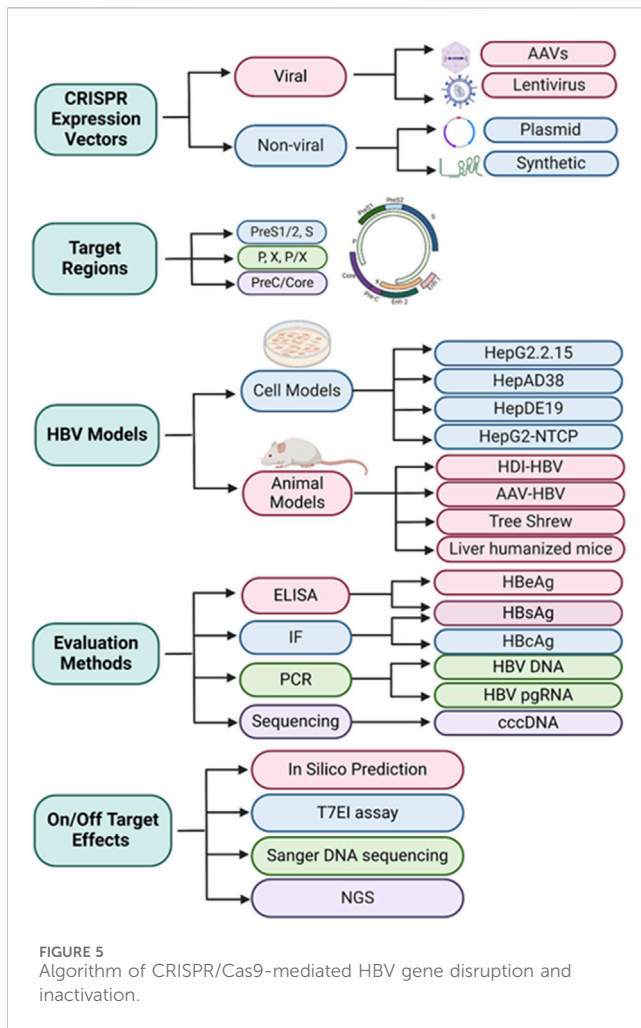 CRISPR
Expression
Vectors
Viral
Non-viral
AAVs
Lentivirus
Plasmid
Synthetic
Target
Regions
PreS1/2, S
P, X, P/X
PreC/Core
PreS1
PreS2
S
P
Core
Pre-C
X
Enh 2
Enh 1
HBV Models
Cell Models
Animal
Models
HepG2.2.15
HepAD38
HepDE19
HepG2-NTCP
HDI-HBV
AAV-HBV
Tree Shrew
Liver humanized mice
Evaluation
Methods
ELISA
IF
PCR
Sequencing
HBeAg
HBsAg
HBcAg
HBV DNA
HBV pgRNA
cccDNA
On/Off Target
Effects
In Silico Prediction
T7EI assay
Sanger DNA sequencing
NGS
FIGURE 5
Algorithm of CRISPR/Cas9-mediated HBV gene disruption and
inactivation.